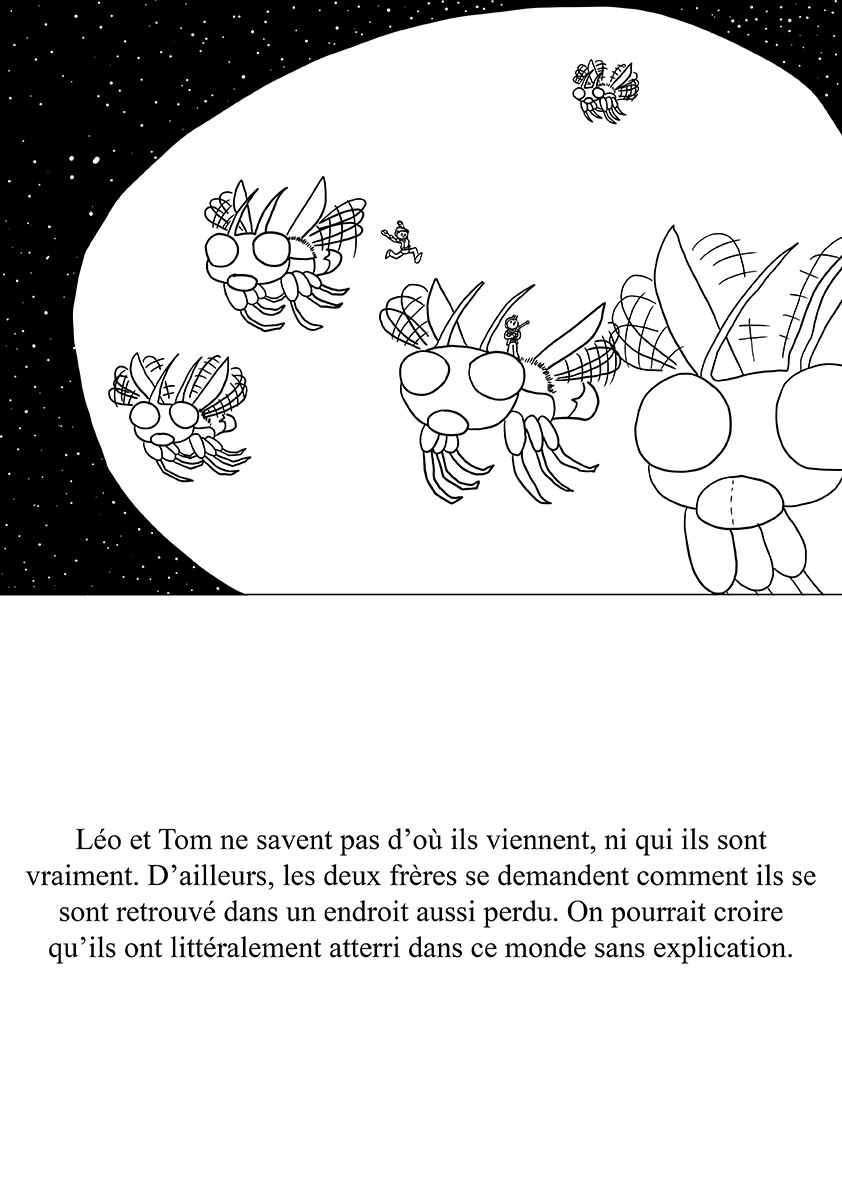 Léo et Tom ne savent pas d’où ils viennent, ni qui ils sont
vraiment. D’ailleurs, les deux frères se demandent comment ils se
sont retrouvé dans un endroit aussi perdu. On pourrait croire
qu’ils ont littéralement atterri dans ce monde sans explication.